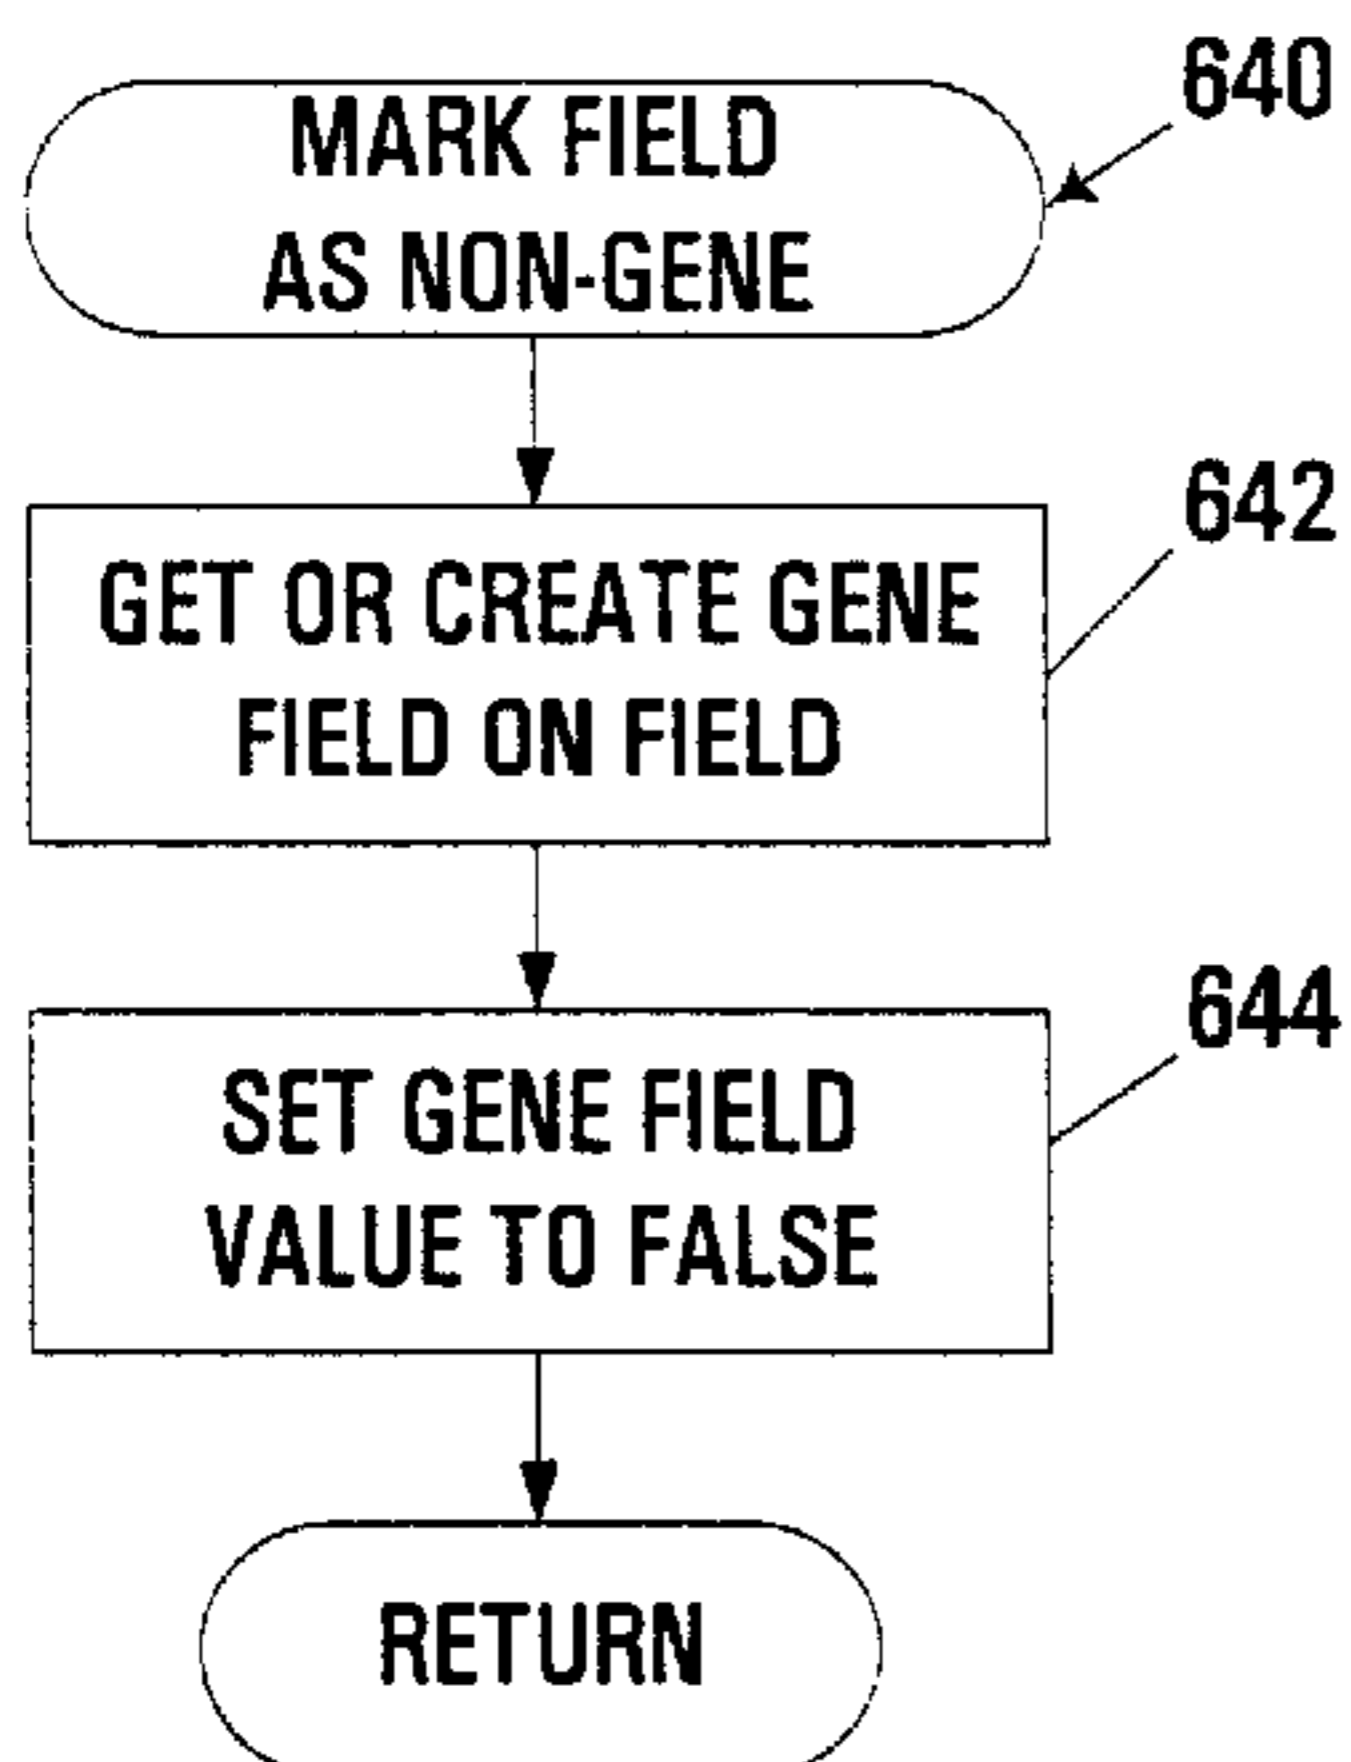 MARK FIELD
AS NON-GENE
640
GET OR CREATE GENE
FIELD ON FIELD
642
SET GENE FIELD
VALUE TO FALSE
644
RETURN